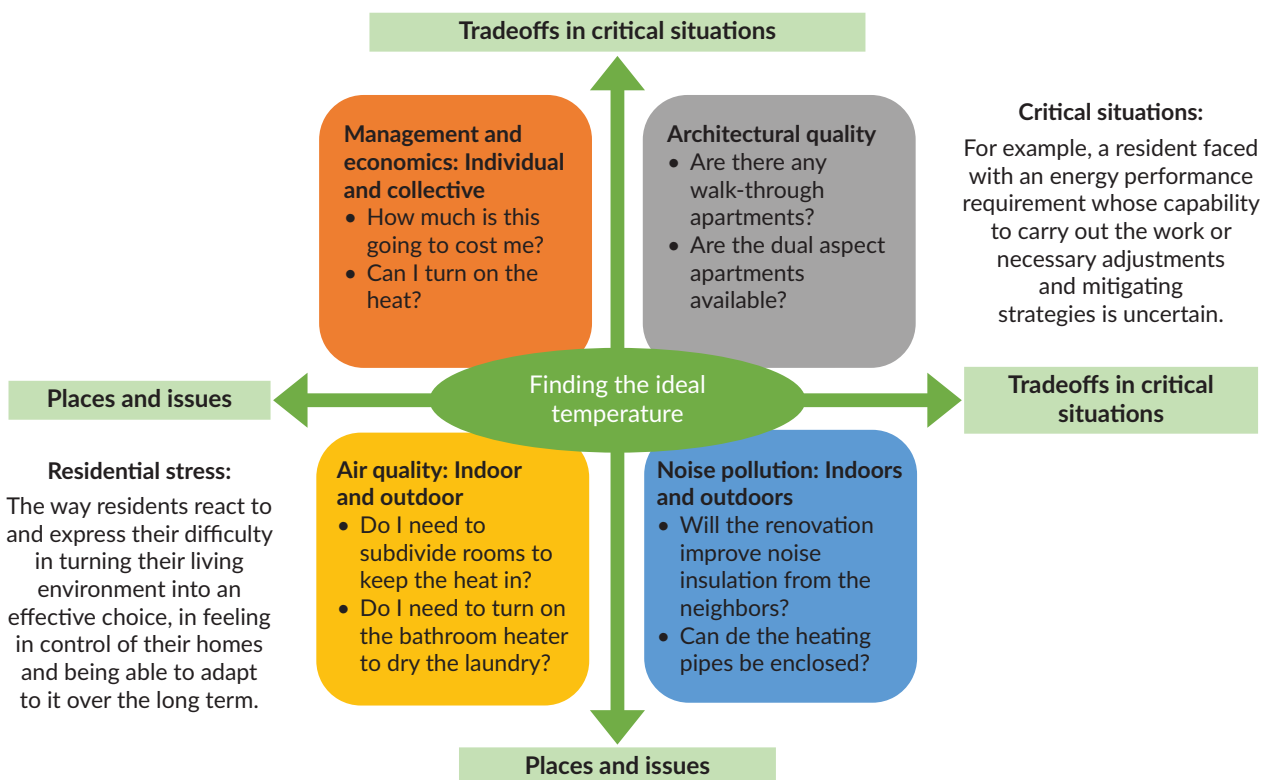 Tradeoffs in critical situations
Management and
economics: Individual
and collective
• How much is this
going to cost me?
• Can I turn on the
heat?
Architectural quality
• Are there any
walk-through
apartments?
• Are the dual aspect
apartments
available?
Critical situations:
For example, a resident faced
with an energy performance
requirement whose capability
to carry out the work or
necessary adjustments
and mitigating
strategies is uncertain.
Places and issues
Finding the ideal
temperature
Tradeoffs in critical
situations
Residential stress:
The way residents react to
and express their difficulty
in turning their living
environment into an
effective choice, in feeling
in control of their homes
and being able to adapt
to it over the long term.
Air quality: Indoor
and outdoor
• Do I need to
subdivide rooms to
keep the heat in?
• Do I need to turn on
the bathroom heater
to dry the laundry?
Noise pollution: Indoors
and outdoors
• Will the renovation
improve noise
insulation from the
neighbors?
• Can de the heating
pipes be enclosed?
Places and issues